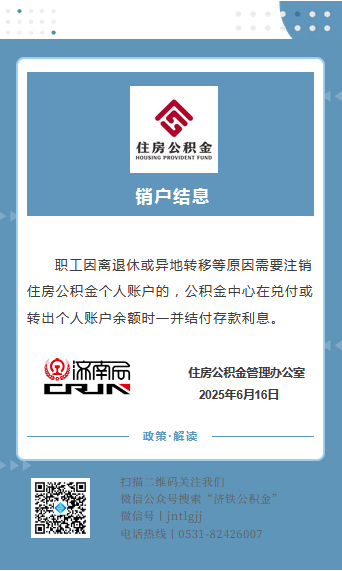 住房公积金
HOUSING PROVIDENT FUND
销户结息
职工因离退休或异地转移等原因需要注销
住房公积金个人账户的，公积金中心在兑付或
转出个人账户余额时一并结付存款利息。
济南局
CRJN
住房公积金管理办公室
2025年6月16日
政策·解读
扫描二维码关注我们
微信公众号搜索“济铁公积金”
微信号丨jntlgjj
电话热线丨0531-82426007